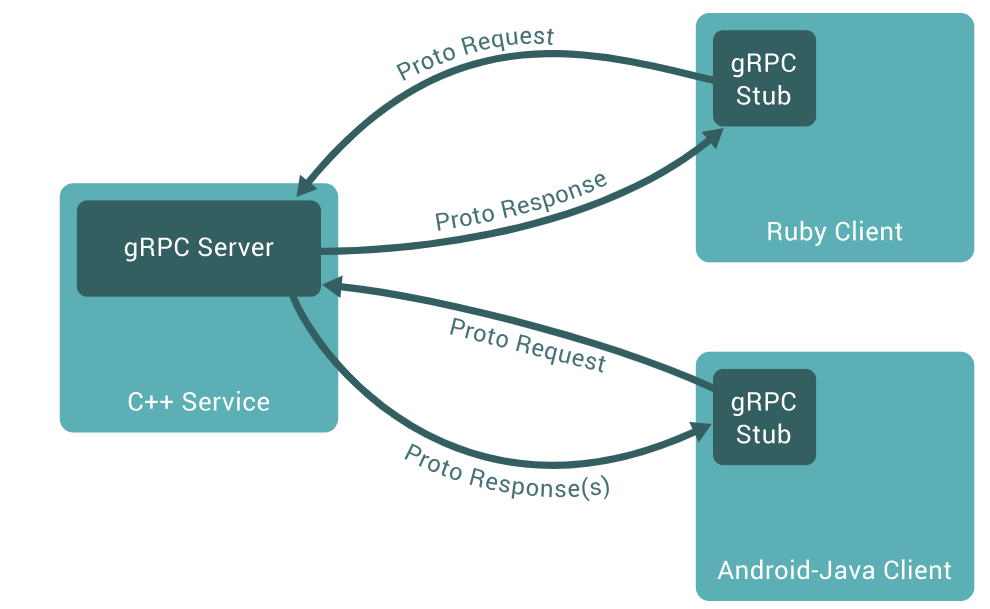 Proto Request
gRPC
Stub
Proto Response
Ruby Client
gRPC Server
C++ Service
Proto Request
gRPC
Stub
Proto Response(s)
Android-Java Client